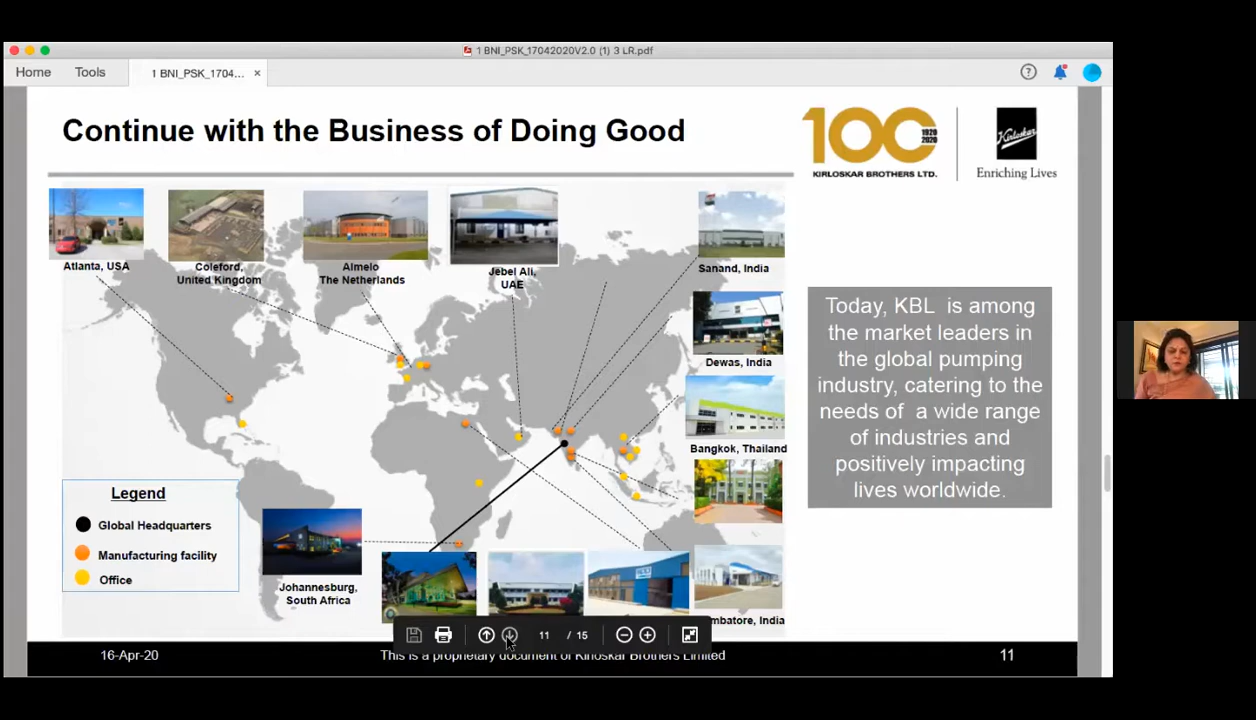 1 BNI_PSK_17042020V2.0 (1) 3 LR.pdf
Home
Tools
1 BNI_PSK_1704...
Continue with the Business of Doing Good
100
1920
2020
KIRLOSKAR BROTHERS LTD.
Kirloskar
Enriching Lives
Atlanta, USA
Coleford,
United Kingdom
Almelo
The Netherlands
Jebel Ali,
UAE
Sanand, India
Dewas, India
Bangkok, Thailand
Today, KBL is among
the market leaders in
the global pumping
industry, catering to the
needs of a wide range
of industries and
positively impacting
lives worldwide.
Legend
Global Headquarters
Manufacturing facility
Office
Johannesburg,
South Africa
mbatore, India
11 / 15
16-Apr-20
This is a proprietary document of Kirloskar Brothers Limited
11